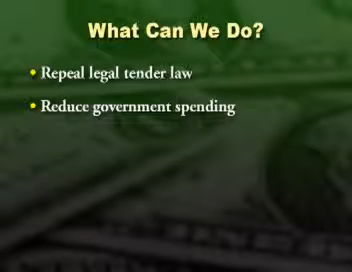 What Can We Do?
• Repeal legal tender law
• Reduce government spending